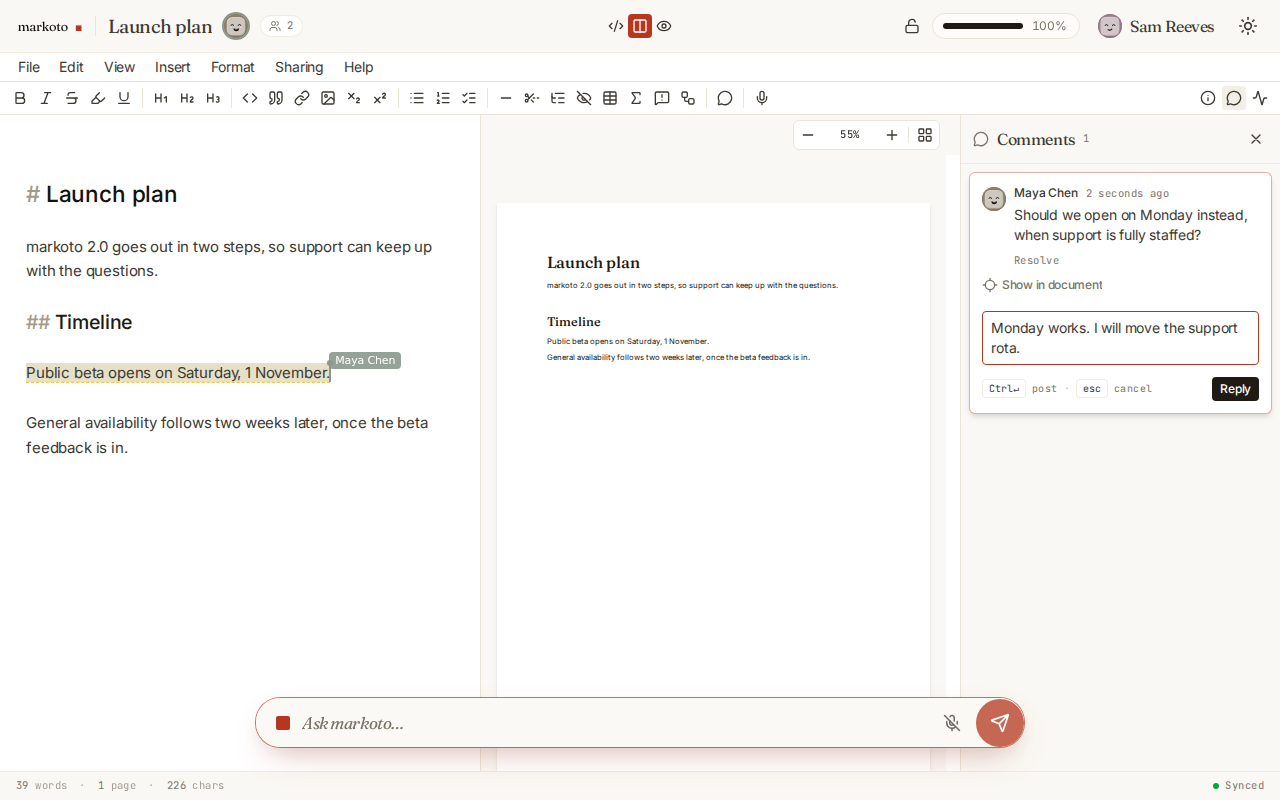 markoto
Launch plan
2
100%
Sam Reeves
File Edit View Insert Format Sharing Help
H1 H2 H3
55%
Comments 1
# Launch plan
markoto 2.0 goes out in two steps, so support can keep up
with the questions.
## Timeline
Maya Chen
Public beta opens on Saturday, 1 November.
General availability follows two weeks later, once the beta
feedback is in.
Launch plan
markoto 2.0 goes out in two steps, so support can keep up with the questions.
Timeline
Public beta opens on Saturday, 1 November.
General availability follows two weeks later, once the beta feedback is in.
Maya Chen 2 seconds ago
Should we open on Monday instead,
when support is fully staffed?
Resolve
Show in document
Monday works. I will move the support
rota.
Ctrl↵ post · esc cancel Reply
Ask markoto...
39 words · 1 page · 226 chars
Synced